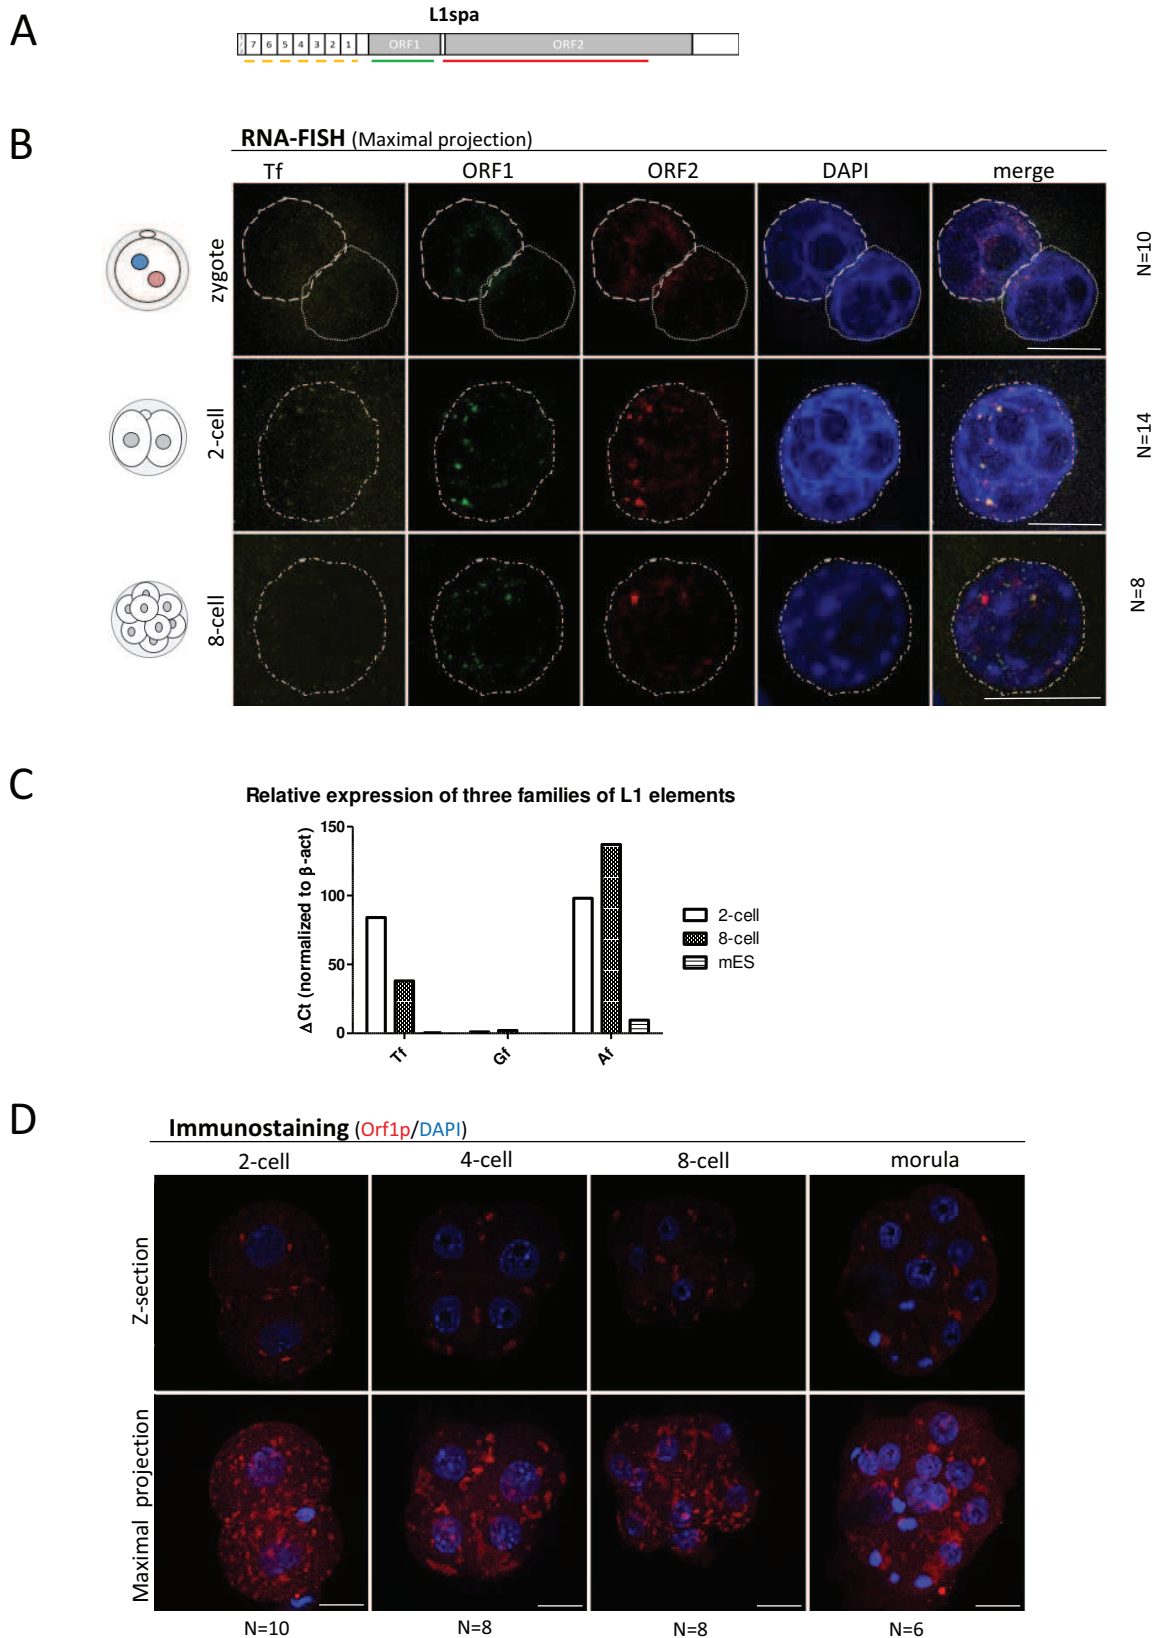 A
L1spa
7 6 5 4 3 2 1 ORF1 ORF2
B
RNA-FISH (Maximal projection)
Tf ORF1 ORF2 DAPI merge
zygote
N=10
2-cell
N=14
8-cell
N=8
C
Relative expression of three families of L1 elements
ΔCt (normalized to β-act)
150
100
50
0
Tf Gf Af
2-cell
8-cell
mES
D
Immunostaining (Orf1p/DAPI)
2-cell 4-cell 8-cell morula
Z-section
Maximal projection
N=10 N=8 N=8 N=6